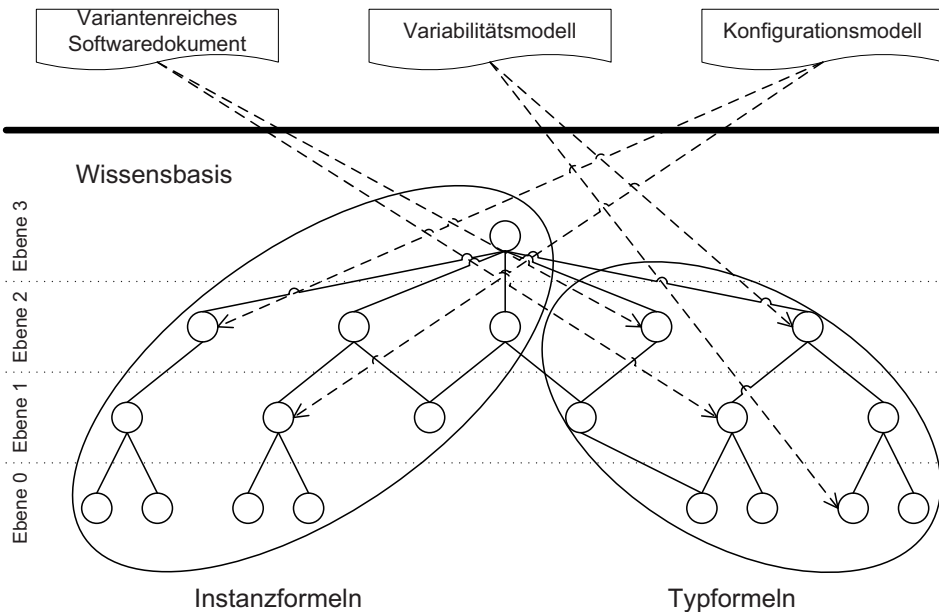 Variantenreiches
Softwaredokument
Variabilitätsmodell
Konfigurationsmodell
Wissensbasis
Ebene 3
Ebene 2
Ebene 1
Ebene 0
Instanzformeln
Typformeln